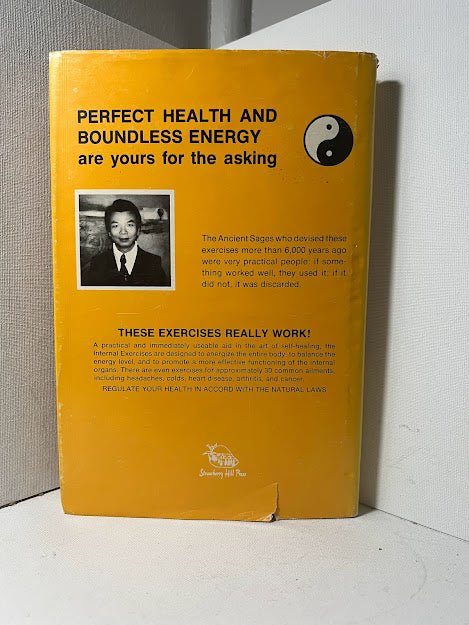 PERFECT HEALTH AND
BOUNDLESS ENERGY
are yours for the asking
The Ancient Sages who devised these
exercises more than 6,000 years ago
were very practical people: if some-
thing worked well, they used it; if it
did not, it was discarded.
THESE EXERCISES REALLY WORK!
A practical and immediately useable aid in the art of self-healing, the
Internal Exercises are designed to energize the entire body, to balance the
energy level, and to promote a more effective functioning of the internal
organs. There are even exercises for approximately 30 common ailments,
including headaches, colds, heart disease, arthritis, and cancer.
REGULATE YOUR HEALTH IN ACCORD WITH THE NATURAL LAWS
Strawberry Hill Press